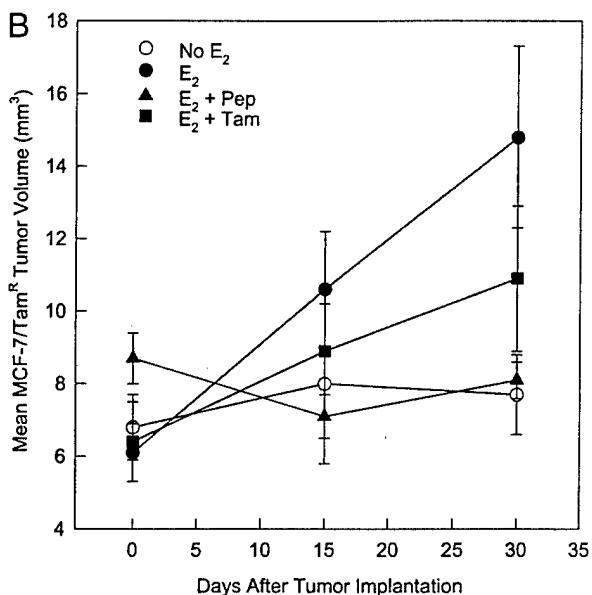 B
18
16
14
12
10
8
6
4
Mean MCF-7/Tamᴿ Tumor Volume (mm³)
No E₂
E₂
E₂ + Pep
E₂ + Tam
0 5 10 15 20 25 30 35
Days After Tumor Implantation